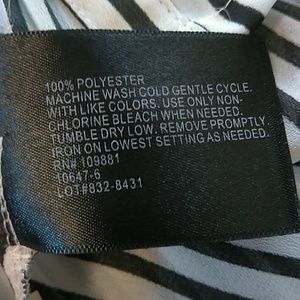 100% POLYESTER
MACHINE WASH COLD GENTLE CYCLE.
WITH LIKE COLORS. USE ONLY NON-
CHLORINE BLEACH WHEN NEEDED.
TUMBLE DRY LOW. REMOVE PROMPTLY.
IRON ON LOWEST SETTING AS NEEDED.
RN# 109881
10647-6
LOT#832-8431